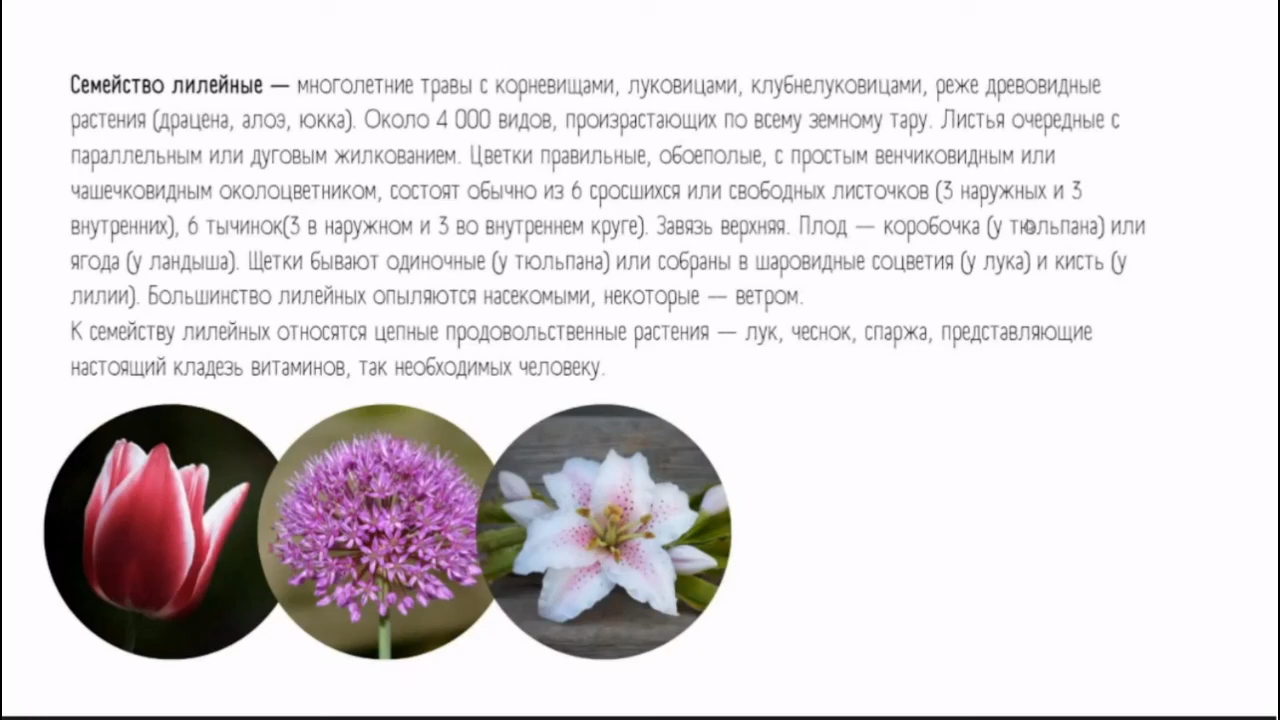 Семейство лилейные — многолетние травы с корневищами, луковицами, клубнелуковицами, реже древовидные
растения (драцена, алоэ, юкка). Около 4 000 видов, произрастающих по всему земному тару. Листья очередные с
параллельным или дуговым жилкованием. Цветки правильные, обоеполые, с простым венчиковидным или
чашечковидным околоцветником, состоят обычно из 6 сросшихся или свободных листочков (3 наружных и 3
внутренних), 6 тычинок(3 в наружном и 3 во внутреннем круге). Завязь верхняя. Плод — коробочка (у тюльпана) или
ягода (у ландыша). Щетки бывают одиночные (у тюльпана) или собраны в шаровидные соцветия (у лука) и кисть (у
лилии). Большинство лилейных опыляются насекомыми, некоторые — ветром.
К семейству лилейных относятся цепные продовольственные растения — лук, чеснок, спаржа, представляющие
настоящий кладезь витаминов, так необходимых человеку.